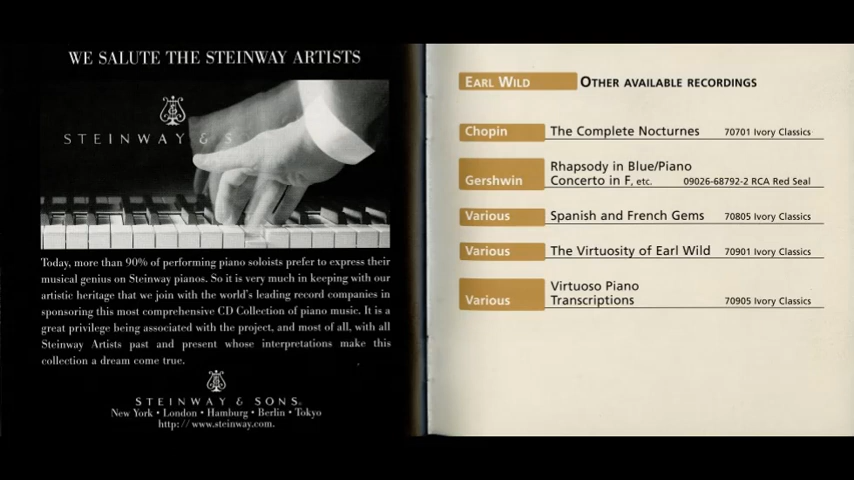 WE SALUTE THE STEINWAY ARTISTS
STEINWAY & S
Today, more than 90% of performing piano soloists prefer to express their
musical genius on Steinway pianos. So it is very much in keeping with our
artistic heritage that we join with the world's leading record companies in
sponsoring this most comprehensive CD Collection of piano music. It is a
great privilege being associated with the project, and most of all, with all
Steinway Artists past and present whose interpretations make this
collection a dream come true.
STEINWAY & SONS®
New York • London • Hamburg • Berlin • Tokyo
http://www.steinway.com.
EARL WILD OTHER AVAILABLE RECORDINGS
Chopin The Complete Nocturnes 70701 Ivory Classics
Rhapsody in Blue/Piano
Gershwin Concerto in F, etc. 09026-68792-2 RCA Red Seal
Various Spanish and French Gems 70805 Ivory Classics
Various The Virtuosity of Earl Wild 70901 Ivory Classics
Virtuoso Piano
Various Transcriptions 70905 Ivory Classics